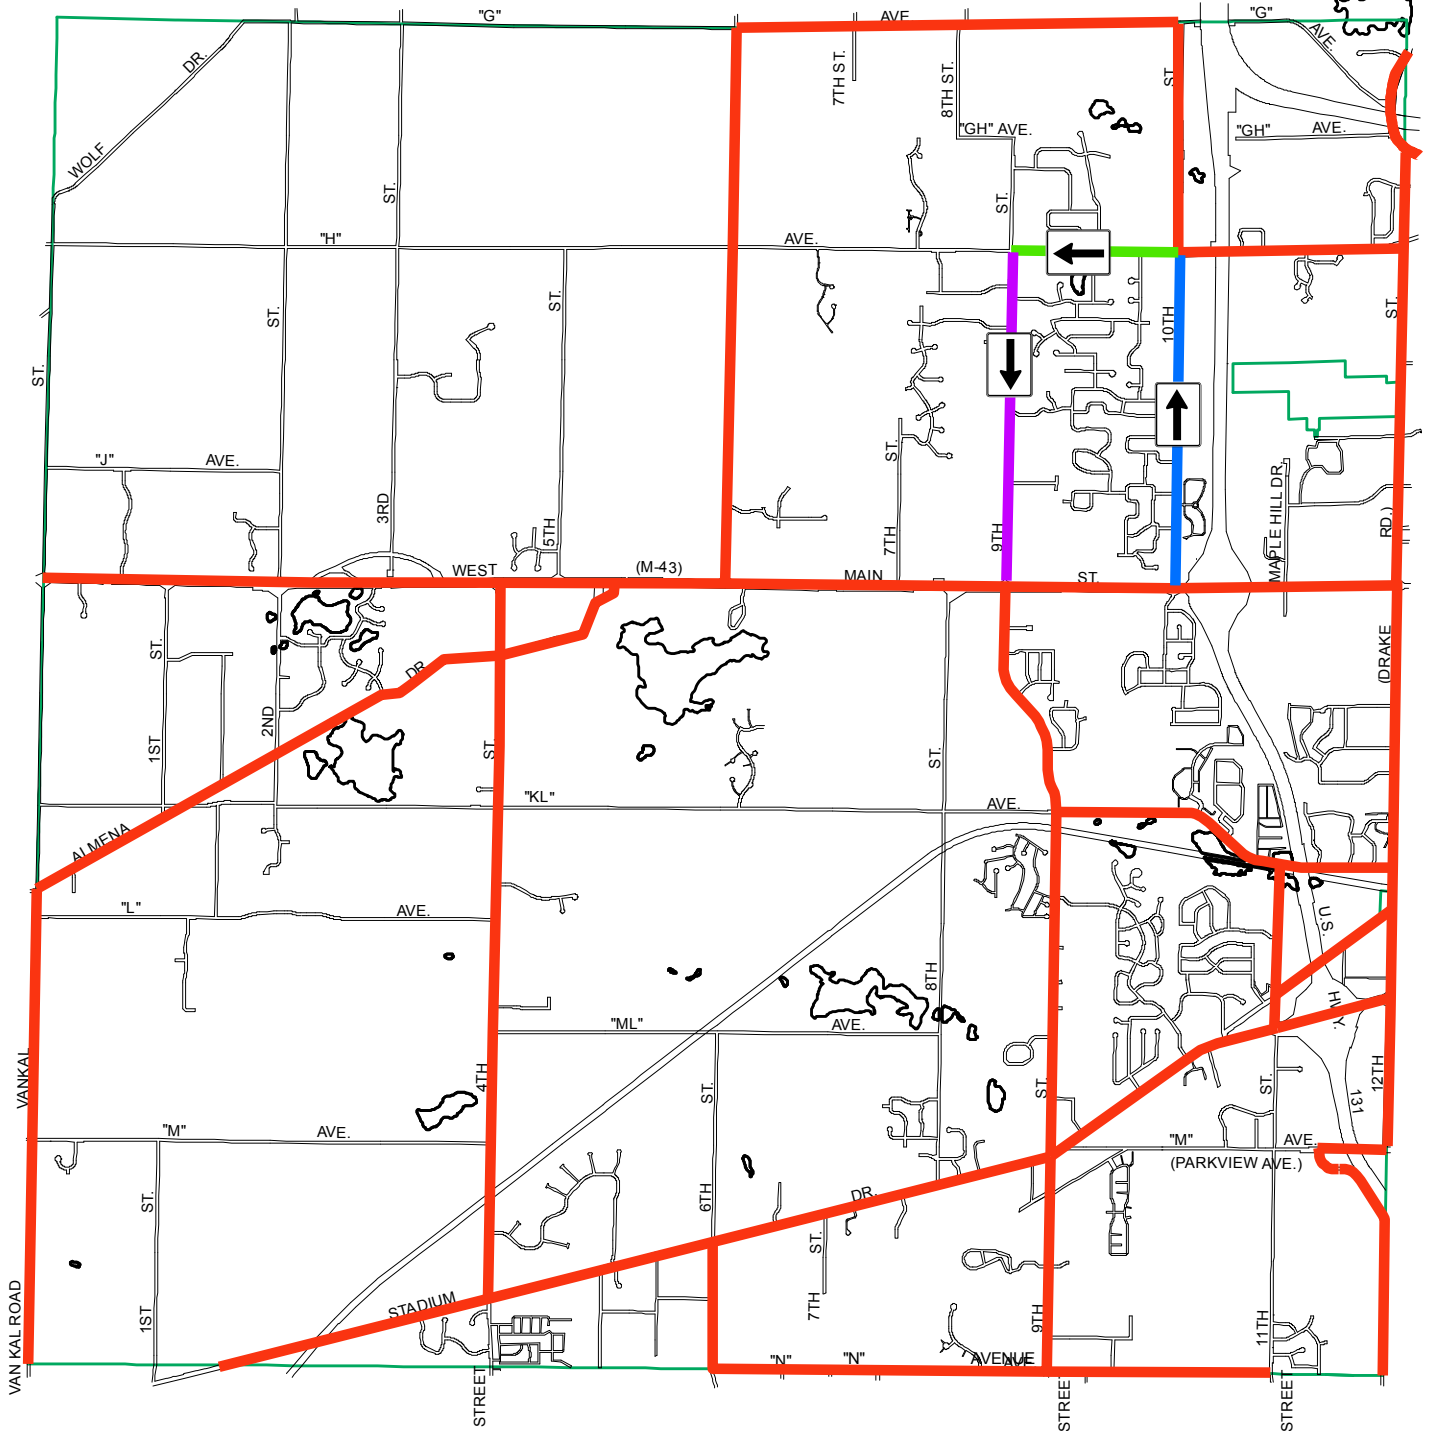 "G"
AVE
"G"
AVE.
WOLF
DR.
7TH ST.
8TH ST.
ST.
"GH" AVE.
"GH"
AVE.
ST.
ST.
"H"
AVE.
ST.
ST.
10TH
ST.
ST.
"J"
AVE.
ST.
MAPLE HILL DR.
3RD
5TH
7TH
9TH
RD.)
WEST
(M-43)
MAIN
ST.
ST.
(DRAKE
DR.
1ST
2ND
ST.
ST.
"KL"
AVE.
ALMENA
"L"
AVE.
U.S.
8TH
HWY.
"ML"
AVE.
VANKAL
4TH
ST.
ST.
ST.
12TH
131
"M"
AVE.
"M"
AVE.
(PARKVIEW AVE.)
ST.
6TH
DR.
ST.
VAN KAL ROAD
1ST
STADIUM
7TH
9TH
11TH
"N"
"N"
AVENUE
AVE
STREET
STREE
STREET